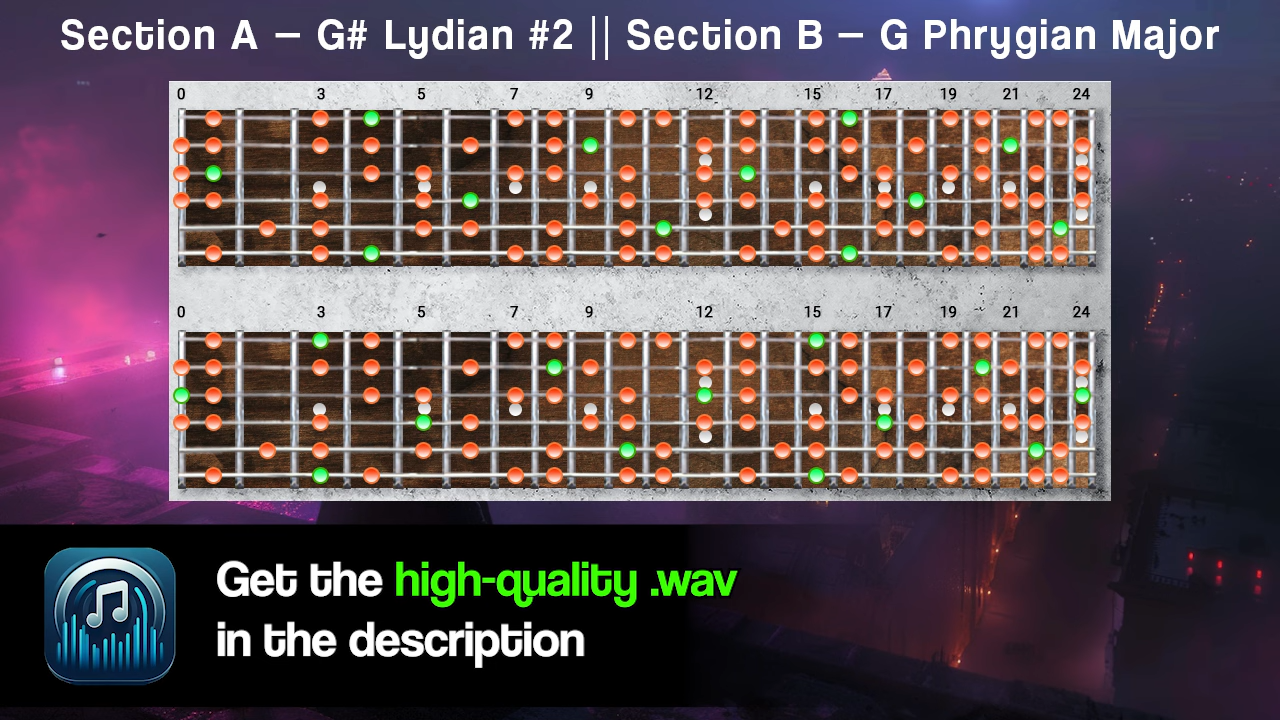 Section A – G# Lydian #2 || Section B – G Phrygian Major
0 3 5 7 9 12 15 17 19 21 24
0 3 5 7 9 12 15 17 19 21 24
Get the high-quality .wav
in the description